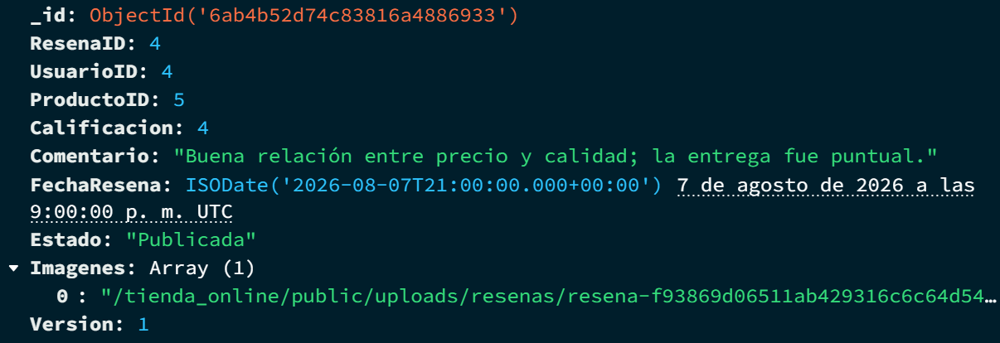 _id: ObjectId('6ab4b52d74c83816a4886933')
ResenaID: 4
UsuarioID: 4
ProductoID: 5
Calificacion: 4
Comentario: "Buena relación entre precio y calidad; la entrega fue puntual."
FechaResena: ISODate('2026-08-07T21:00:00.000+00:00') 7 de agosto de 2026 a las
9:00:00 p. m. UTC
Estado: "Publicada"
Imagenes: Array (1)
0 : "/tienda_online/public/uploads/resenas/resena-f93869d06511ab429316c6c64d54…
Version: 1